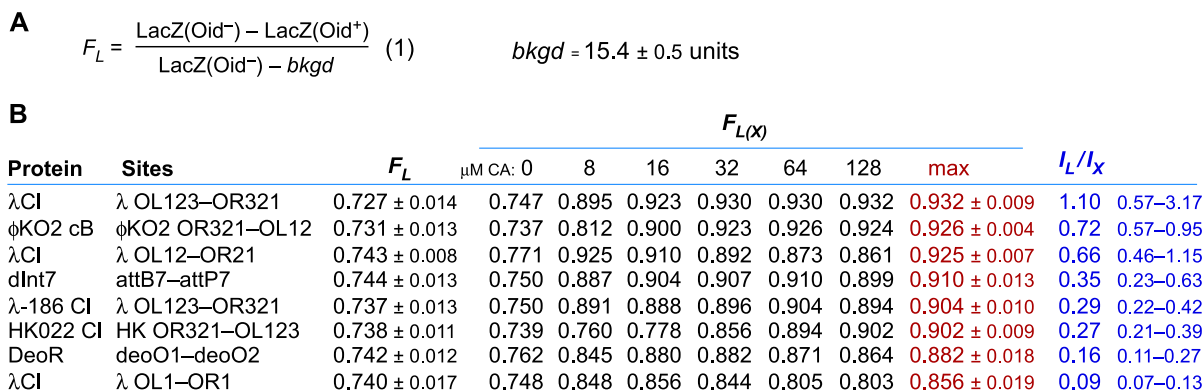 A
F_L = LacZ(Oid⁻) – LacZ(Oid⁺) / LacZ(Oid⁻) – bkgd (1) bkgd = 15.4 ± 0.5 units
B
F_L(X)
Protein Sites F_L μM CA: 0 8 16 32 64 128 max I_L/I_X
λCI λ OL123–OR321 0.727 ± 0.014 0.747 0.895 0.923 0.930 0.930 0.932 0.932 ± 0.009 1.10 0.57–3.17
ϕKO2 cB ϕKO2 OR321–OL12 0.731 ± 0.013 0.737 0.812 0.900 0.923 0.926 0.924 0.926 ± 0.004 0.72 0.57–0.95
λCI λ OL12–OR21 0.743 ± 0.008 0.771 0.925 0.910 0.892 0.873 0.861 0.925 ± 0.007 0.66 0.46–1.15
dInt7 attB7–attP7 0.744 ± 0.013 0.750 0.887 0.904 0.907 0.910 0.899 0.910 ± 0.013 0.35 0.23–0.63
λ-186 CI λ OL123–OR321 0.737 ± 0.013 0.750 0.891 0.888 0.896 0.904 0.894 0.904 ± 0.010 0.29 0.22–0.42
HK022 CI HK OR321–OL123 0.738 ± 0.011 0.739 0.760 0.778 0.856 0.894 0.902 0.902 ± 0.009 0.27 0.21–0.39
DeoR deoO1–deoO2 0.742 ± 0.012 0.762 0.845 0.880 0.882 0.871 0.864 0.882 ± 0.018 0.16 0.11–0.27
λCI λ OL1–OR1 0.740 ± 0.017 0.748 0.848 0.856 0.844 0.805 0.803 0.856 ± 0.019 0.09 0.07–0.13